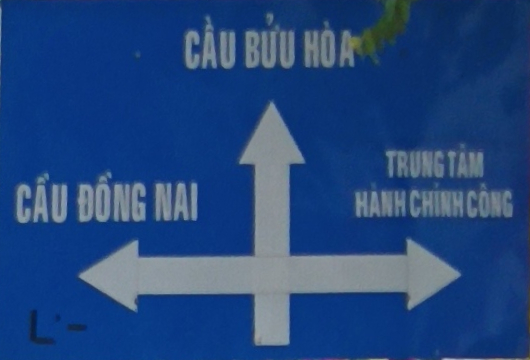 CẦU BỬU HÒA
CẦU ĐỒNG NAI
TRUNG TÂM
HÀNH CHÍNH CÔNG